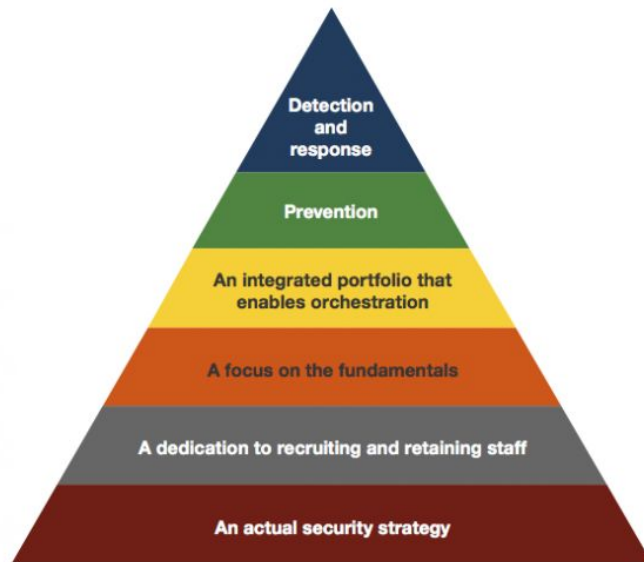 Detection
and
response
Prevention
An integrated portfolio that
enables orchestration
A focus on the fundamentals
A dedication to recruiting and retaining staff
An actual security strategy